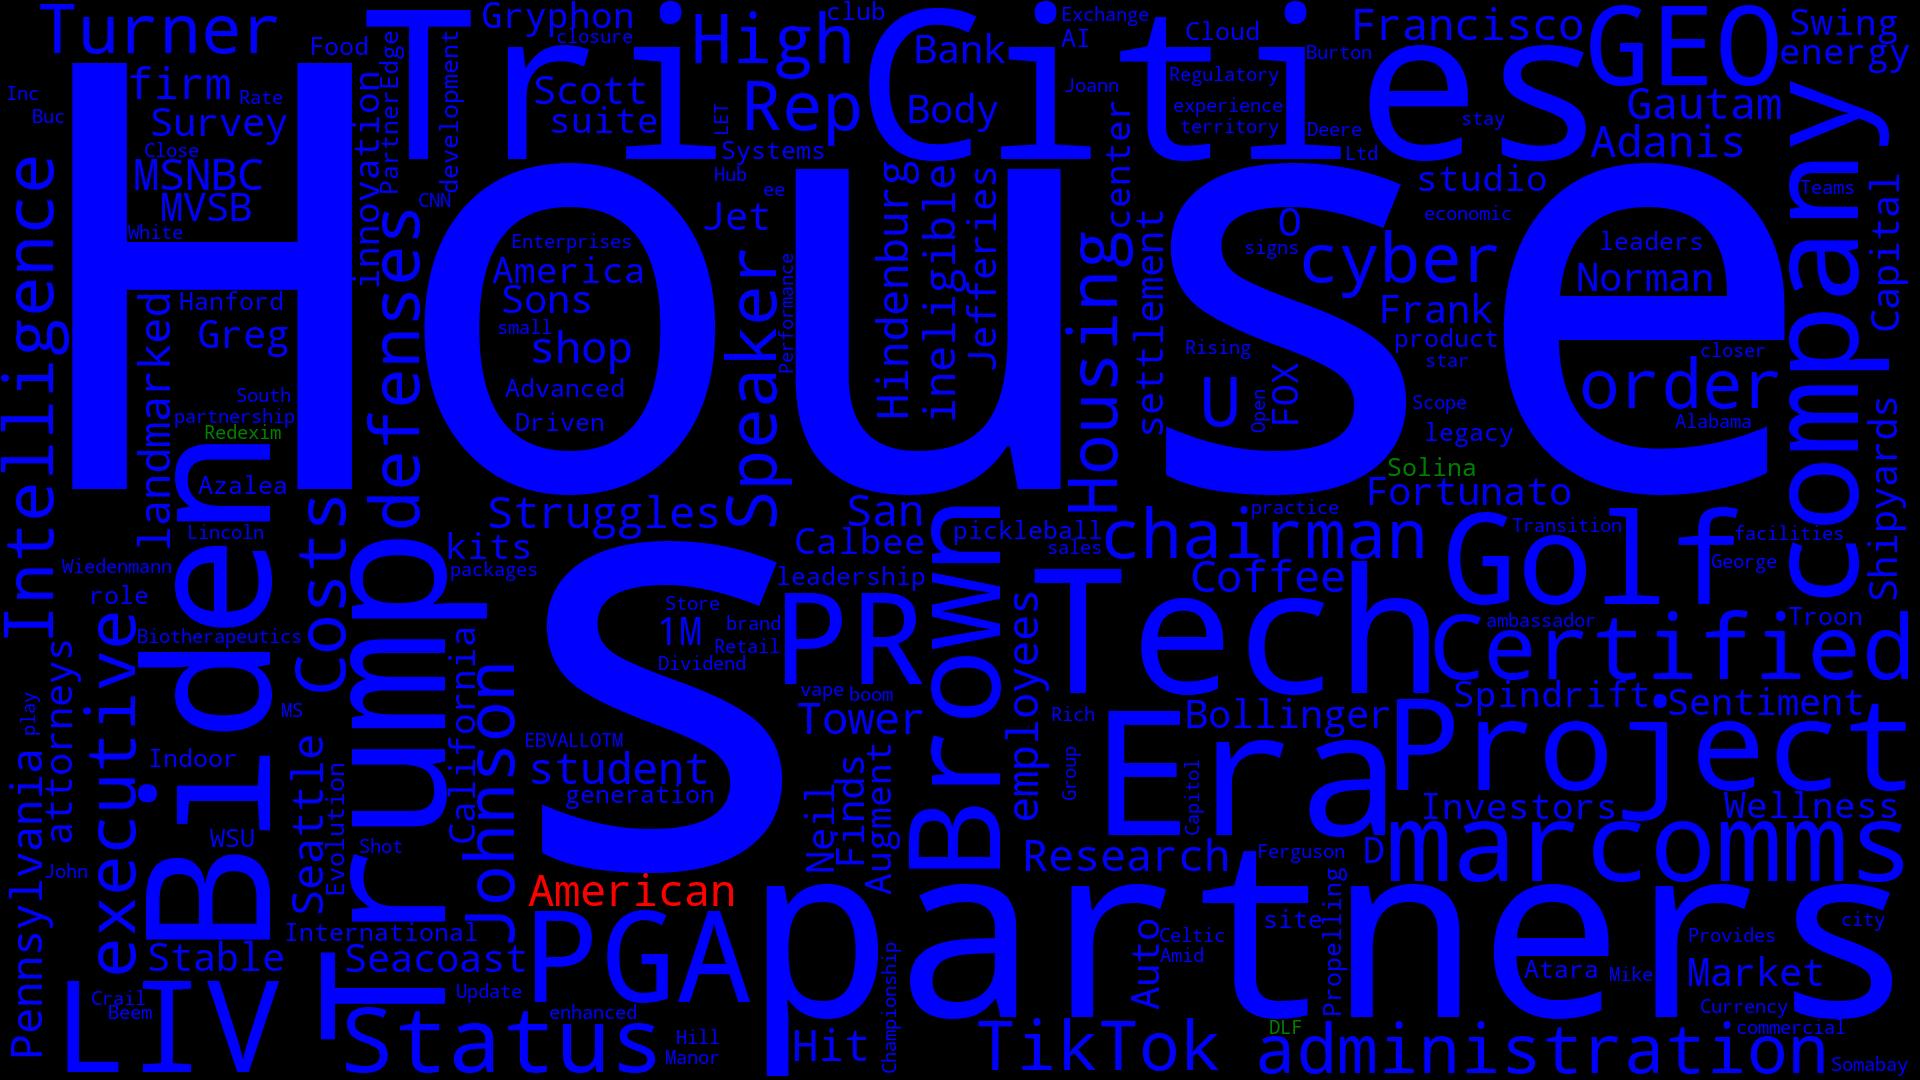 Turner
Food
Tri
Gryphon
closure
High
club
Cities
Bank
Exchange
AI
Cloud
Burton
Francisco
GEO
Swing
energy
Inc
Buc
firm
Rate
Survey
Close
MSNBC
MVSB
White
innovation
PartnerEdge
development
CNN
Scott
suite
LET
Rep
Body
Systems
Hub
ee
Jet
Joann
Regulatory
experience
territory
Deere
Ltd
stay
Gautam
Adanis
studio
economic
Teams
company
Capital
Intelligence
House
Hanford
Greg
landmarked
South
partnership
Redexim
Azalea
Lincoln
defenses
Enterprises
America
Sons
small
shop
Advanced
Driven
Speaker
Performance
Hindenburg
ineligible
Jefferies
Housing
center
settlement
O
signs
cyber
Rising
U
Open
FOX
Frank
product
star
Scope
legacy
Solina
Fortunato
leaders
Norman
closer
order
Alabama
Shipyards
Wiedenmann
role
Biotherapeutics
Biden
Costs
Trump
Struggles
kits
packages
San
Calbee
leadership
pickleball
sales
practice
chairman
Coffee
Golf
Transition
facilities
George
ambassador
Troon
Certified
s
Store
1M
brand
Retail
Dividend
PR
Brown
Tech
employees
vape
boom
Tower
Rich
Era
Bollinger
Spindrift
Sentiment
Project
Pennsylvania
play
attorneys
executive
MS
Indoor
WSU
John
Seattle
Evolution
California
Johnson
Shot
EBVALLOTM
student
generation
Neil
Finds
Augment
Group
Capitol
Research
Ferguson
D
Investors
Wellness
marcomms
American
International
Stable
Seacoast
PGA
partners
Championship
Auto
Celtic
Amid
site
Propelling
Atara
Mike
Provides
Market
Currency
city
Crail
Beem
LIV
Update
Status
enhanced
Hill
Manor
Hit
TikTok
DLF
administration
commercial
Somabay